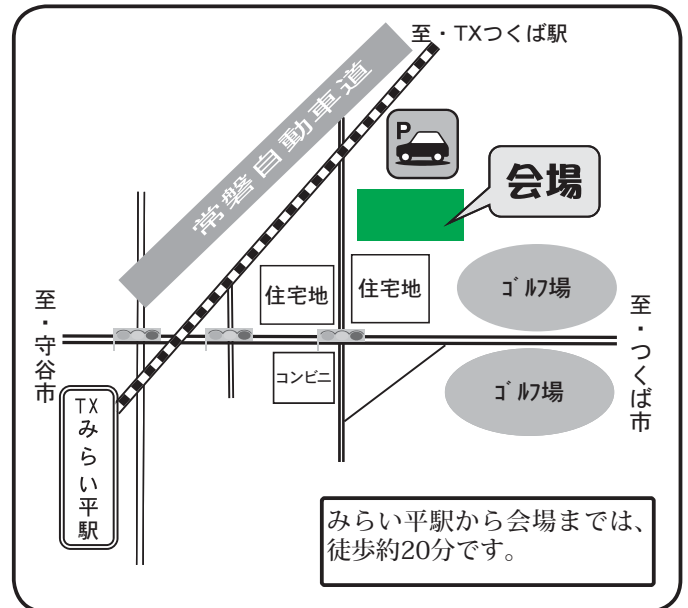 至・TXつくば駅
常磐自動車道
P
会場
住宅地
住宅地
ゴルフ場
至・守谷市
至・つくば市
コンビニ
ゴルフ場
TXみらい平駅
みらい平駅から会場までは、
徒歩約20分です。